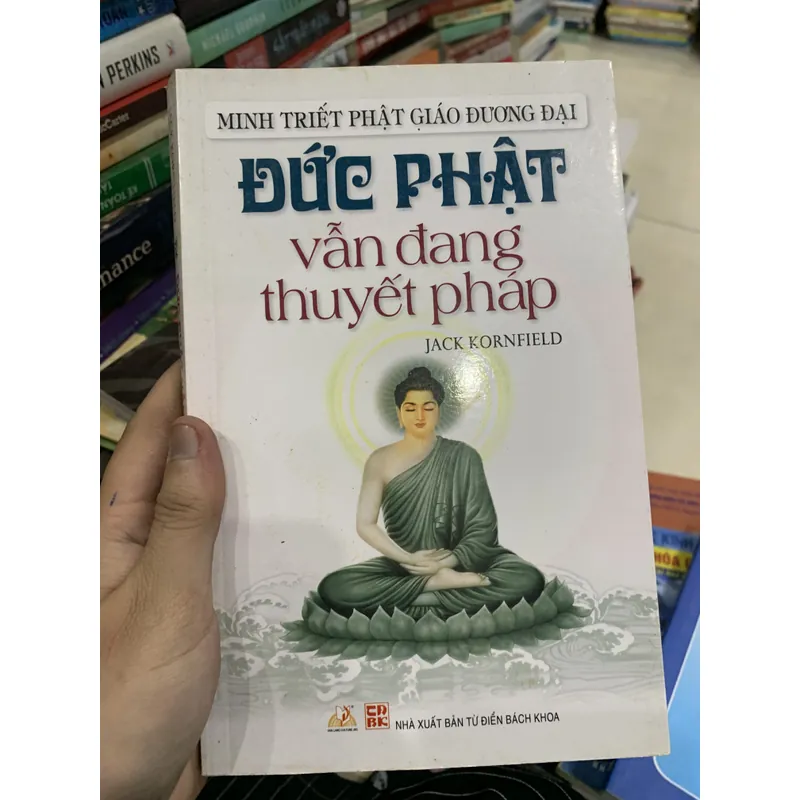 PERKINS
MINH TRIẾT PHẬT GIÁO ĐƯƠNG ĐẠI
ĐỨC PHẬT
vẫn đang
thuyết pháp
JACK KORNFIELD
NHÀ XUẤT BẢN TỪ ĐIỂN BÁCH KHOA